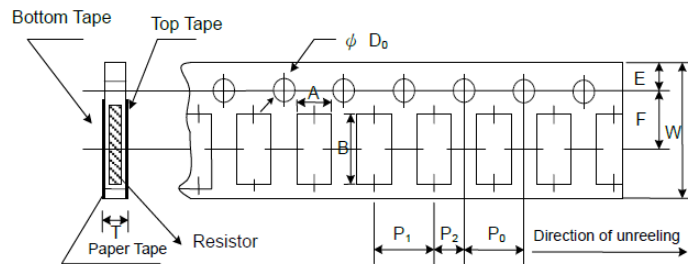 Bottom Tape
Top Tape
ϕ D₀
A
B
E
F
W
T
Paper Tape
Resistor
P₁
P₂
P₀
Direction of unreeling